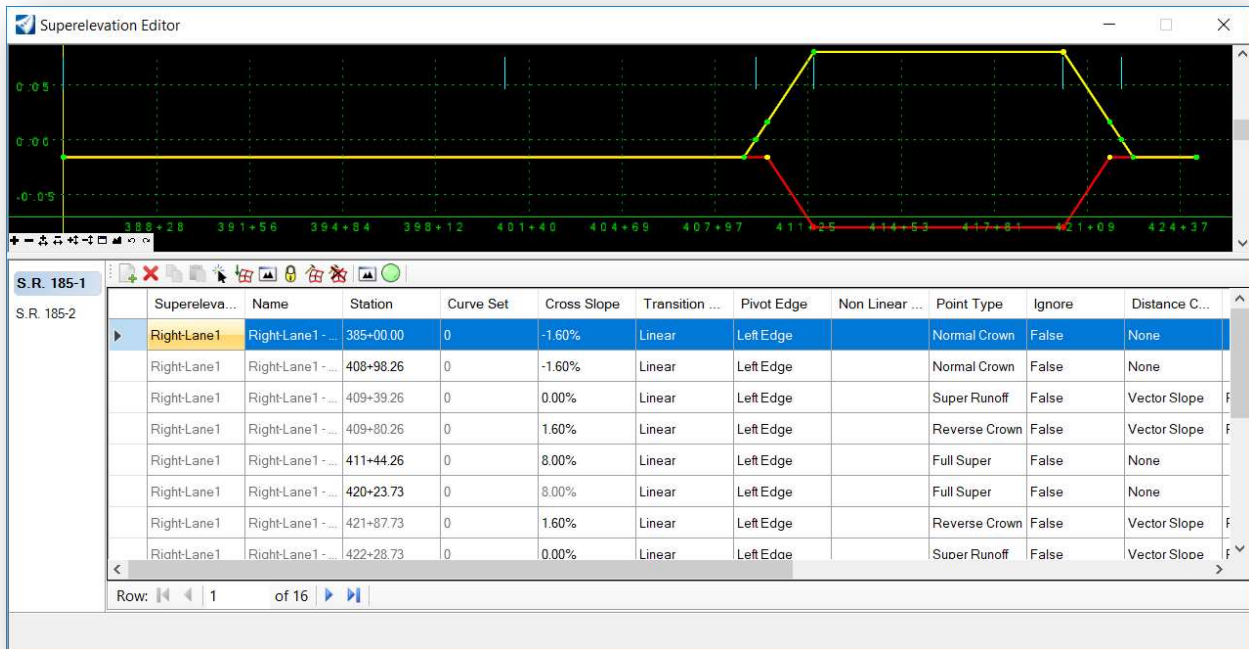 Superelevation Editor
0.05
0.00
-0.05
388+28 391+56 394+84 398+12 401+40 404+69 407+97 411+25 414+53 417+81 421+09 424+37
S.R. 185-1
S.R. 185-2
Supereleva... Name Station Curve Set Cross Slope Transition ... Pivot Edge Non Linear ... Point Type Ignore Distance C...
Right-Lane1 Right-Lane1 - ... 385+00.00 0 -1.60% Linear Left Edge Normal Crown False None
Right-Lane1 Right-Lane1 - ... 408+98.26 0 -1.60% Linear Left Edge Normal Crown False None
Right-Lane1 Right-Lane1 - ... 409+39.26 0 0.00% Linear Left Edge Super Runoff False Vector Slope
Right-Lane1 Right-Lane1 - ... 409+80.26 0 1.60% Linear Left Edge Reverse Crown False Vector Slope
Right-Lane1 Right-Lane1 - ... 411+44.26 0 8.00% Linear Left Edge Full Super False None
Right-Lane1 Right-Lane1 - ... 420+23.73 0 8.00% Linear Left Edge Full Super False None
Right-Lane1 Right-Lane1 - ... 421+87.73 0 1.60% Linear Left Edge Reverse Crown False Vector Slope
Right-Lane1 Right-Lane1 - ... 422+28.73 0 0.00% Linear Left Edge Super Runoff False Vector Slope
Row: 1 of 16